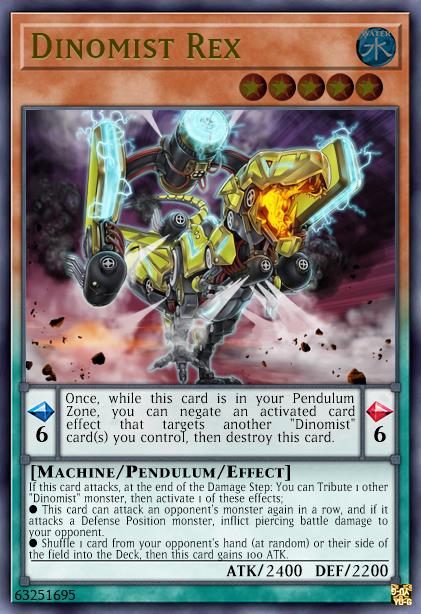 DINOMIST REX
WATER
水
Once, while this card is in your Pendulum
Zone, you can negate an activated card
effect that targets another "Dinomist"
card(s) you control, then destroy this card.
6
6
[MACHINE/PENDULUM/EFFECT]
If this card attacks, at the end of the Damage Step: You can Tribute 1 other
"Dinomist" monster, then activate 1 of these effects;
● This card can attack an opponent's monster again in a row, and if it
attacks a Defense Position monster, inflict piercing battle damage to
your opponent.
● Shuffle 1 card from your opponent's hand (at random) or their side of
the field into the Deck, then this card gains 100 ATK.
ATK/2400 DEF/2200
63251695